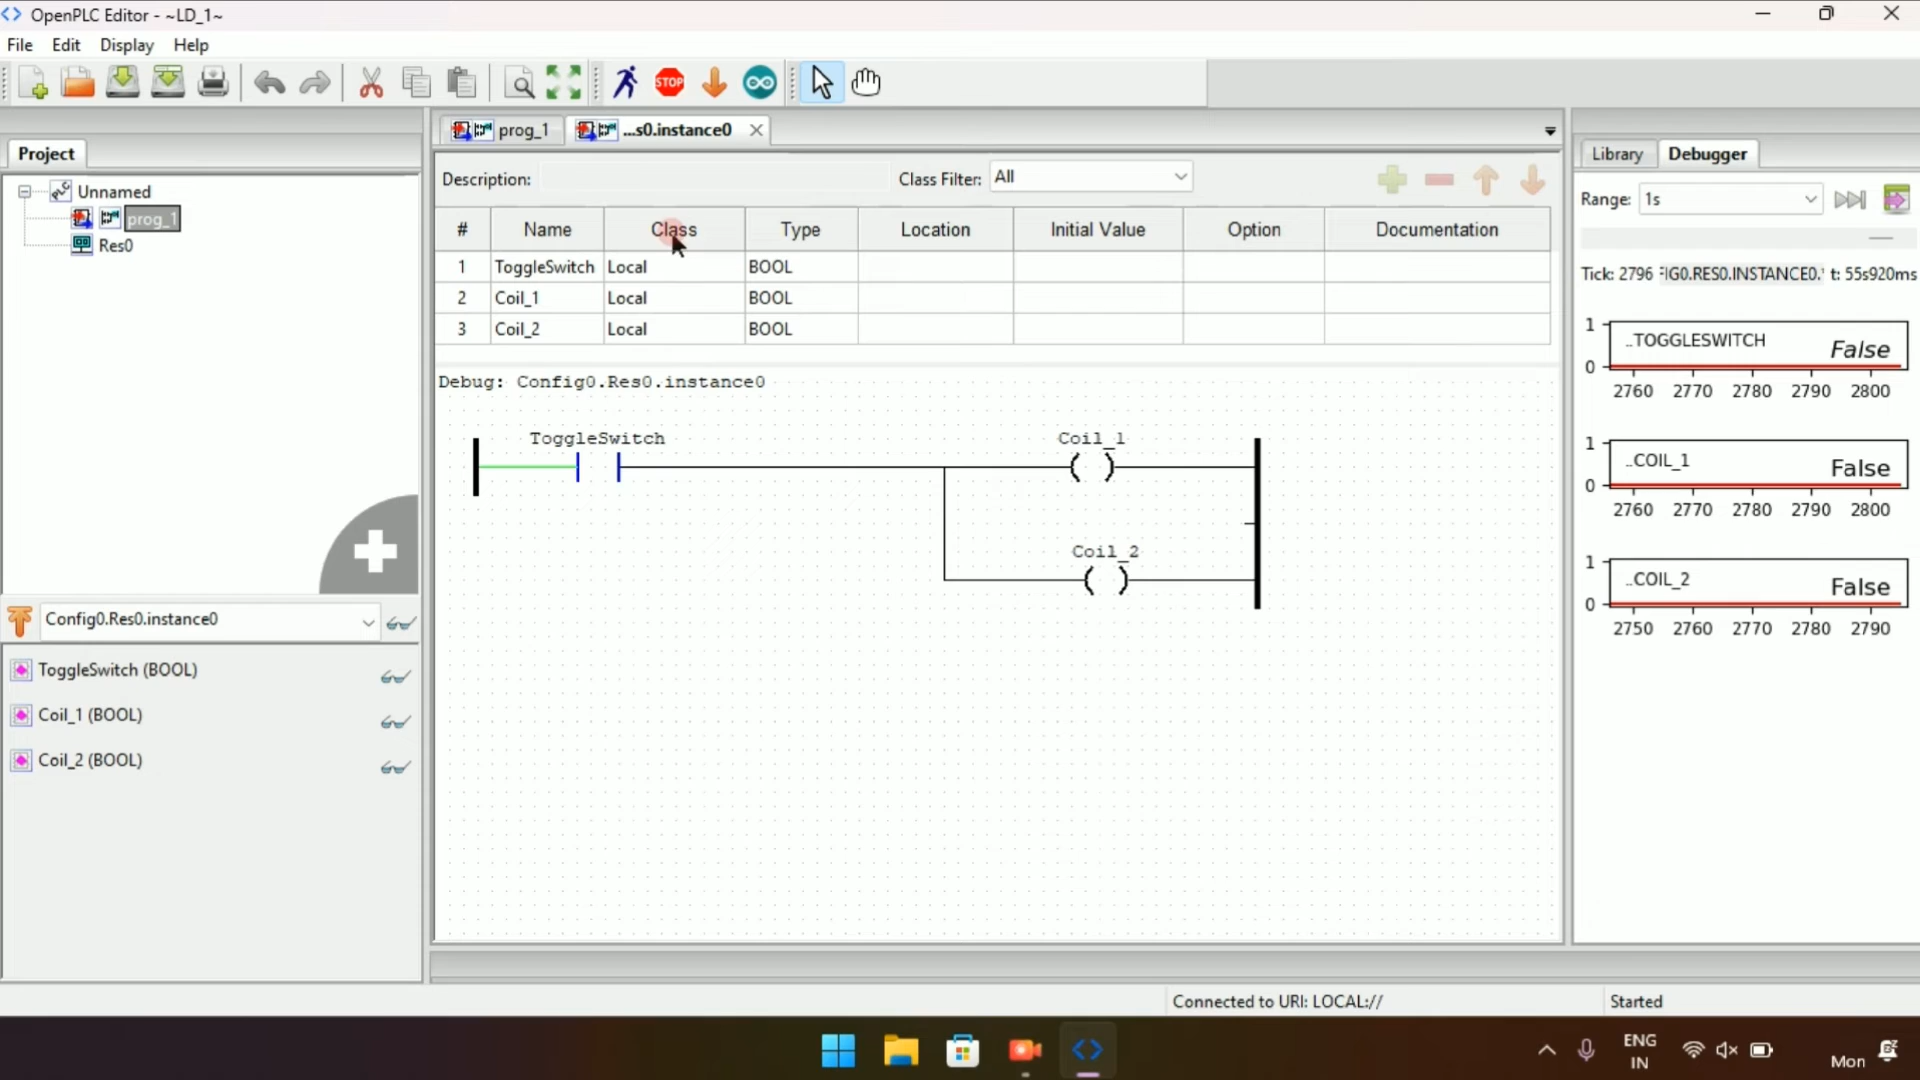 OpenPLC Editor - ~LD_1~
File Edit Display Help
STOP
Project
Unnamed
prog_1
Res0
Config0.Res0.instance0
ToggleSwitch (BOOL)
Coil_1 (BOOL)
Coil_2 (BOOL)
prog_1 ...s0.instance0
Description: Class Filter: All
# Name Class Type Location Initial Value Option Documentation
1 ToggleSwitch Local BOOL
2 Coil_1 Local BOOL
3 Coil_2 Local BOOL
Debug: Config0.Res0.instance0
ToggleSwitch Coil_1
Coil_2
Library Debugger
Range: 1s
Tick: 2796 IG0.RES0.INSTANCE0. t: 55s920ms
1
..TOGGLESWITCH False
0
2760 2770 2780 2790 2800
1
..COIL_1 False
0
2760 2770 2780 2790 2800
1
..COIL_2 False
0
2750 2760 2770 2780 2790
Connected to URI: LOCAL:// Started
ENG
IN
Mon